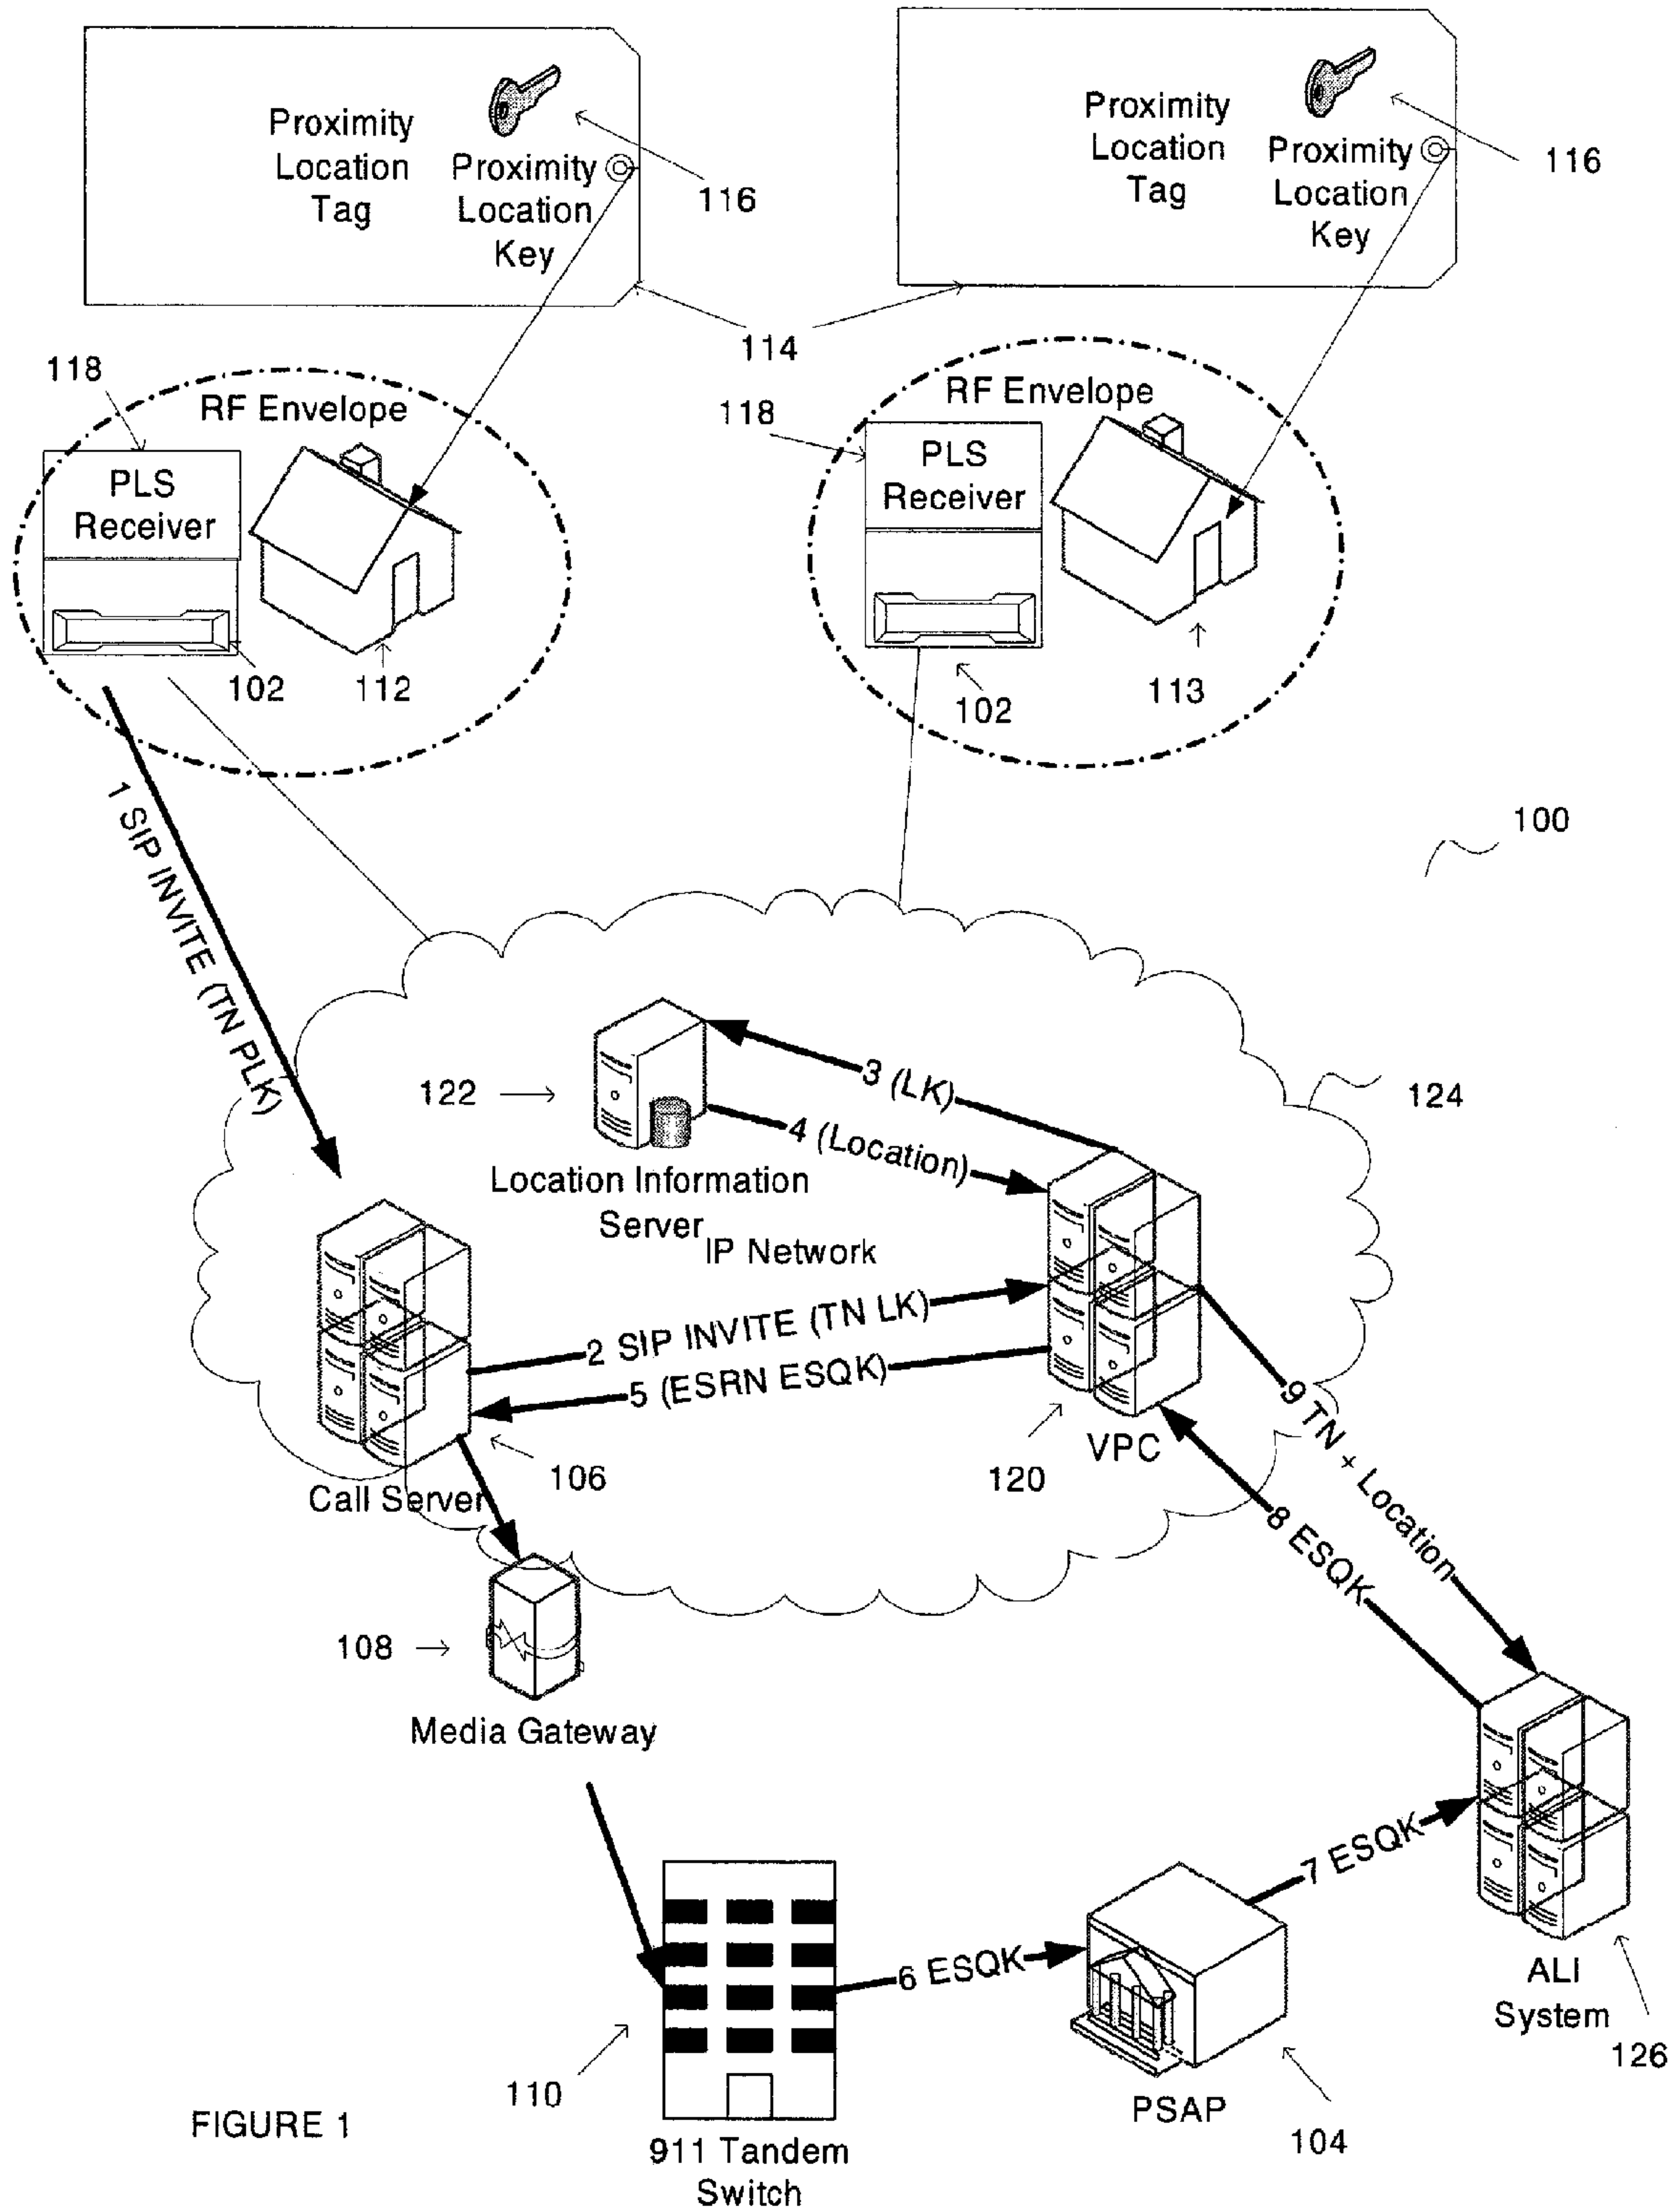 Proximity
Location
Tag
Proximity
Location
Key
116
Proximity
Location
Tag
Proximity
Location
Key
116
114
118
RF Envelope
PLS
Receiver
102
112
118
RF Envelope
PLS
Receiver
102
113
1 SIP INVITE (TN PLK)
100
122
3 (LK)
4 (Location)
124
Location Information
Server
IP Network
2 SIP INVITE (TN LK)
5 (ESRN ESQK)
106
Call Server
120
VPC
9 TN + Location
8 ESQK
108
Media Gateway
7 ESQK
6 ESQK
ALI
System
126
110
PSAP
104
FIGURE 1
911 Tandem
Switch